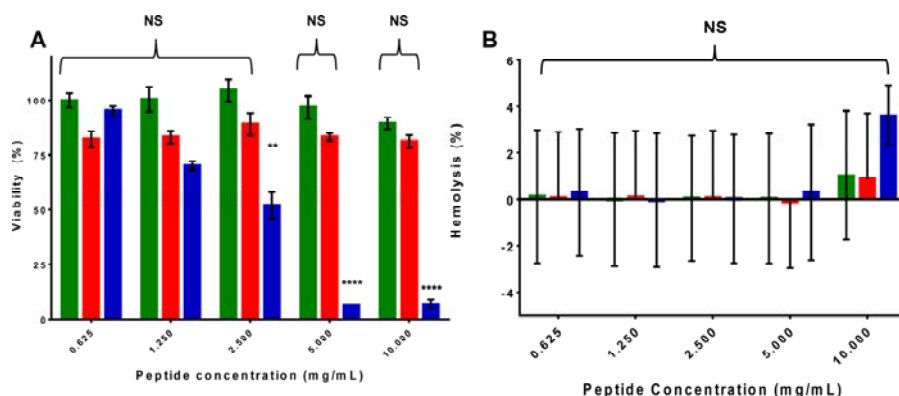 NS
NS
NS
A
Viability (%)
100
75
50
25
0
**
****
****
0.625
1.250
2.500
5.000
10.000
Peptide concentration (mg/mL)
B
NS
Hemolysis (%)
6
4
2
0
-2
-4
0.625
1.250
2.500
5.000
10.000
Peptide Concentration (mg/mL)